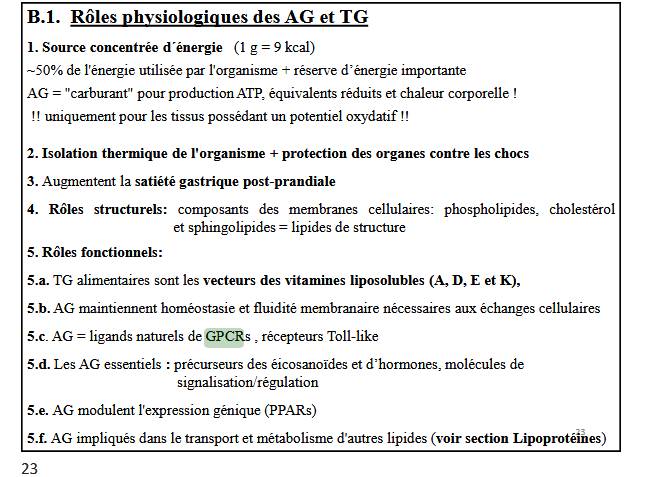 B.1. Rôles physiologiques des AG et TG
1. Source concentrée d´énergie (1 g = 9 kcal)
~50% de l'énergie utilisée par l'organisme + réserve d’énergie importante
AG = "carburant" pour production ATP, équivalents réduits et chaleur corporelle !
!! uniquement pour les tissus possédant un potentiel oxydatif !!
2. Isolation thermique de l'organisme + protection des organes contre les chocs
3. Augmentent la satiété gastrique post-prandiale
4. Rôles structurels: composants des membranes cellulaires: phospholipides, cholestérol
et sphingolipides = lipides de structure
5. Rôles fonctionnels:
5.a. TG alimentaires sont les vecteurs des vitamines liposolubles (A, D, E et K),
5.b. AG maintiennent homéostasie et fluidité membranaire nécessaires aux échanges cellulaires
5.c. AG = ligands naturels de GPCRs , récepteurs Toll-like
5.d. Les AG essentiels : précurseurs des éicosanoïdes et d’hormones, molécules de
signalisation/régulation
5.e. AG modulent l'expression génique (PPARs)
5.f. AG impliqués dans le transport et métabolisme d'autres lipides (voir section Lipoprotéines)
23
23